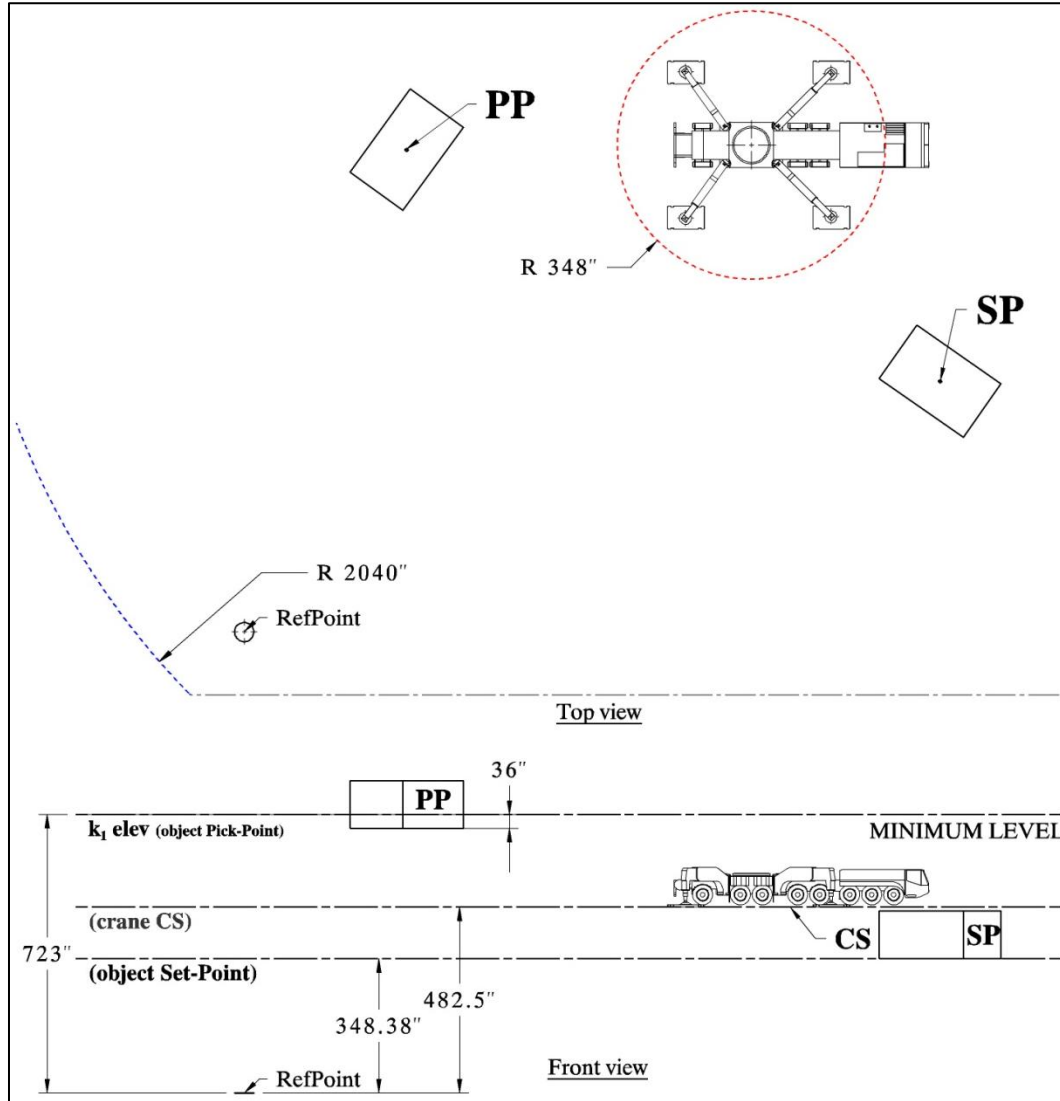 PP
R 348"
SP
R 2040"
RefPoint
Top view
36"
PP
k₁ elev (object Pick-Point)
MINIMUM LEVEL
(crane CS)
CS
SP
723"
(object Set-Point)
482.5"
348.38"
RefPoint
Front view